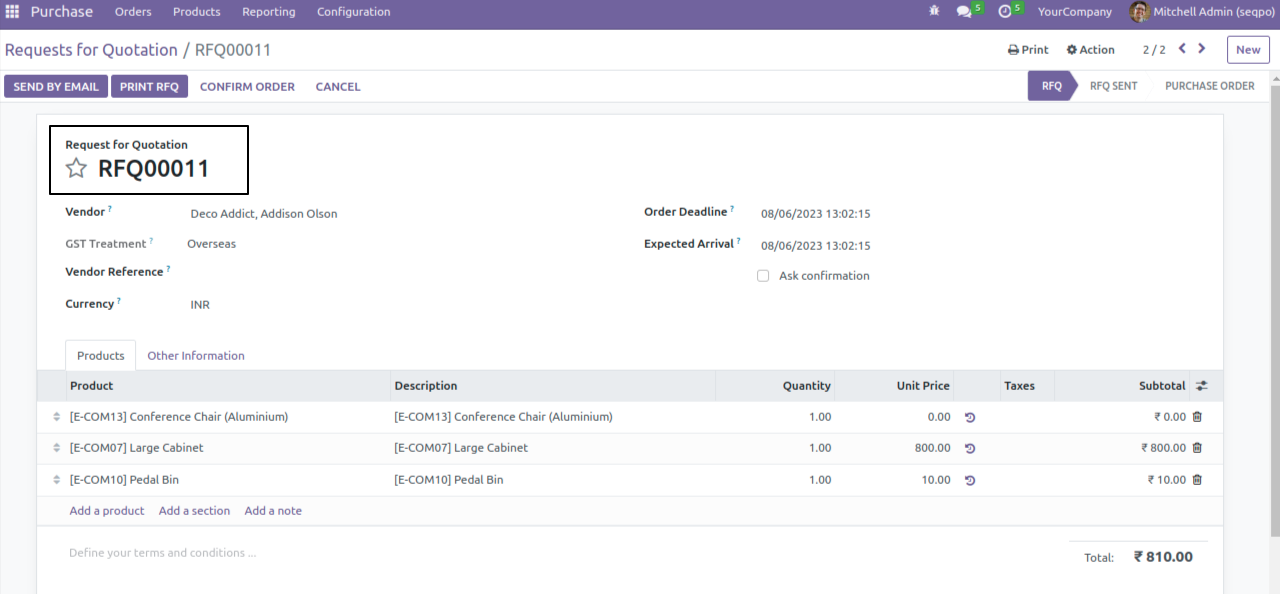 Purchase Orders Products Reporting Configuration 5 5 YourCompany Mitchell Admin (seqpo)
Requests for Quotation / RFQ00011 Print Action 2 / 2 New
SEND BY EMAIL PRINT RFQ CONFIRM ORDER CANCEL RFQ RFQ SENT PURCHASE ORDER
Request for Quotation
RFQ00011
Vendor ? Deco Addict, Addison Olson Order Deadline ? 08/06/2023 13:02:15
GST Treatment ? Overseas Expected Arrival ? 08/06/2023 13:02:15
Vendor Reference ? Ask confirmation
Currency ? INR
Products Other Information
Product Description Quantity Unit Price Taxes Subtotal
[E-COM13] Conference Chair (Aluminium) [E-COM13] Conference Chair (Aluminium) 1.00 0.00 ₹ 0.00
[E-COM07] Large Cabinet [E-COM07] Large Cabinet 1.00 800.00 ₹ 800.00
[E-COM10] Pedal Bin [E-COM10] Pedal Bin 1.00 10.00 ₹ 10.00
Add a product Add a section Add a note
Define your terms and conditions ... Total: ₹ 810.00